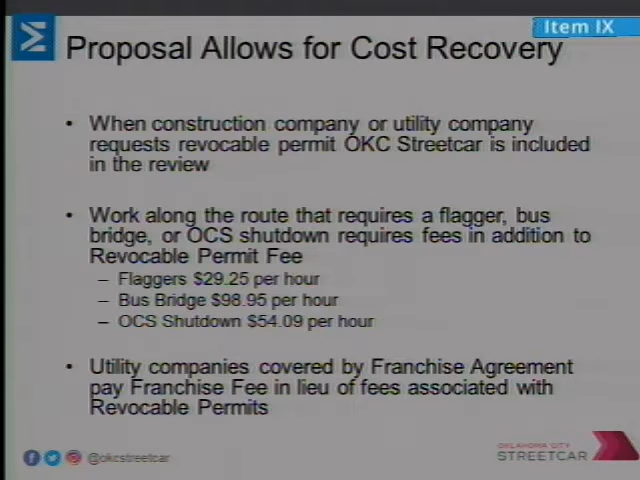 Item IX
Proposal Allows for Cost Recovery
• When construction company or utility company
requests revocable permit OKC Streetcar is included
in the review
• Work along the route that requires a flagger, bus
bridge, or OCS shutdown requires fees in addition to
Revocable Permit Fee
– Flaggers $29.25 per hour
– Bus Bridge $98.95 per hour
– OCS Shutdown $54.09 per hour
• Utility companies covered by Franchise Agreement
pay Franchise Fee in lieu of fees associated with
Revocable Permits
@okcstreetcar
OKLAHOMA CITY
STREETCAR